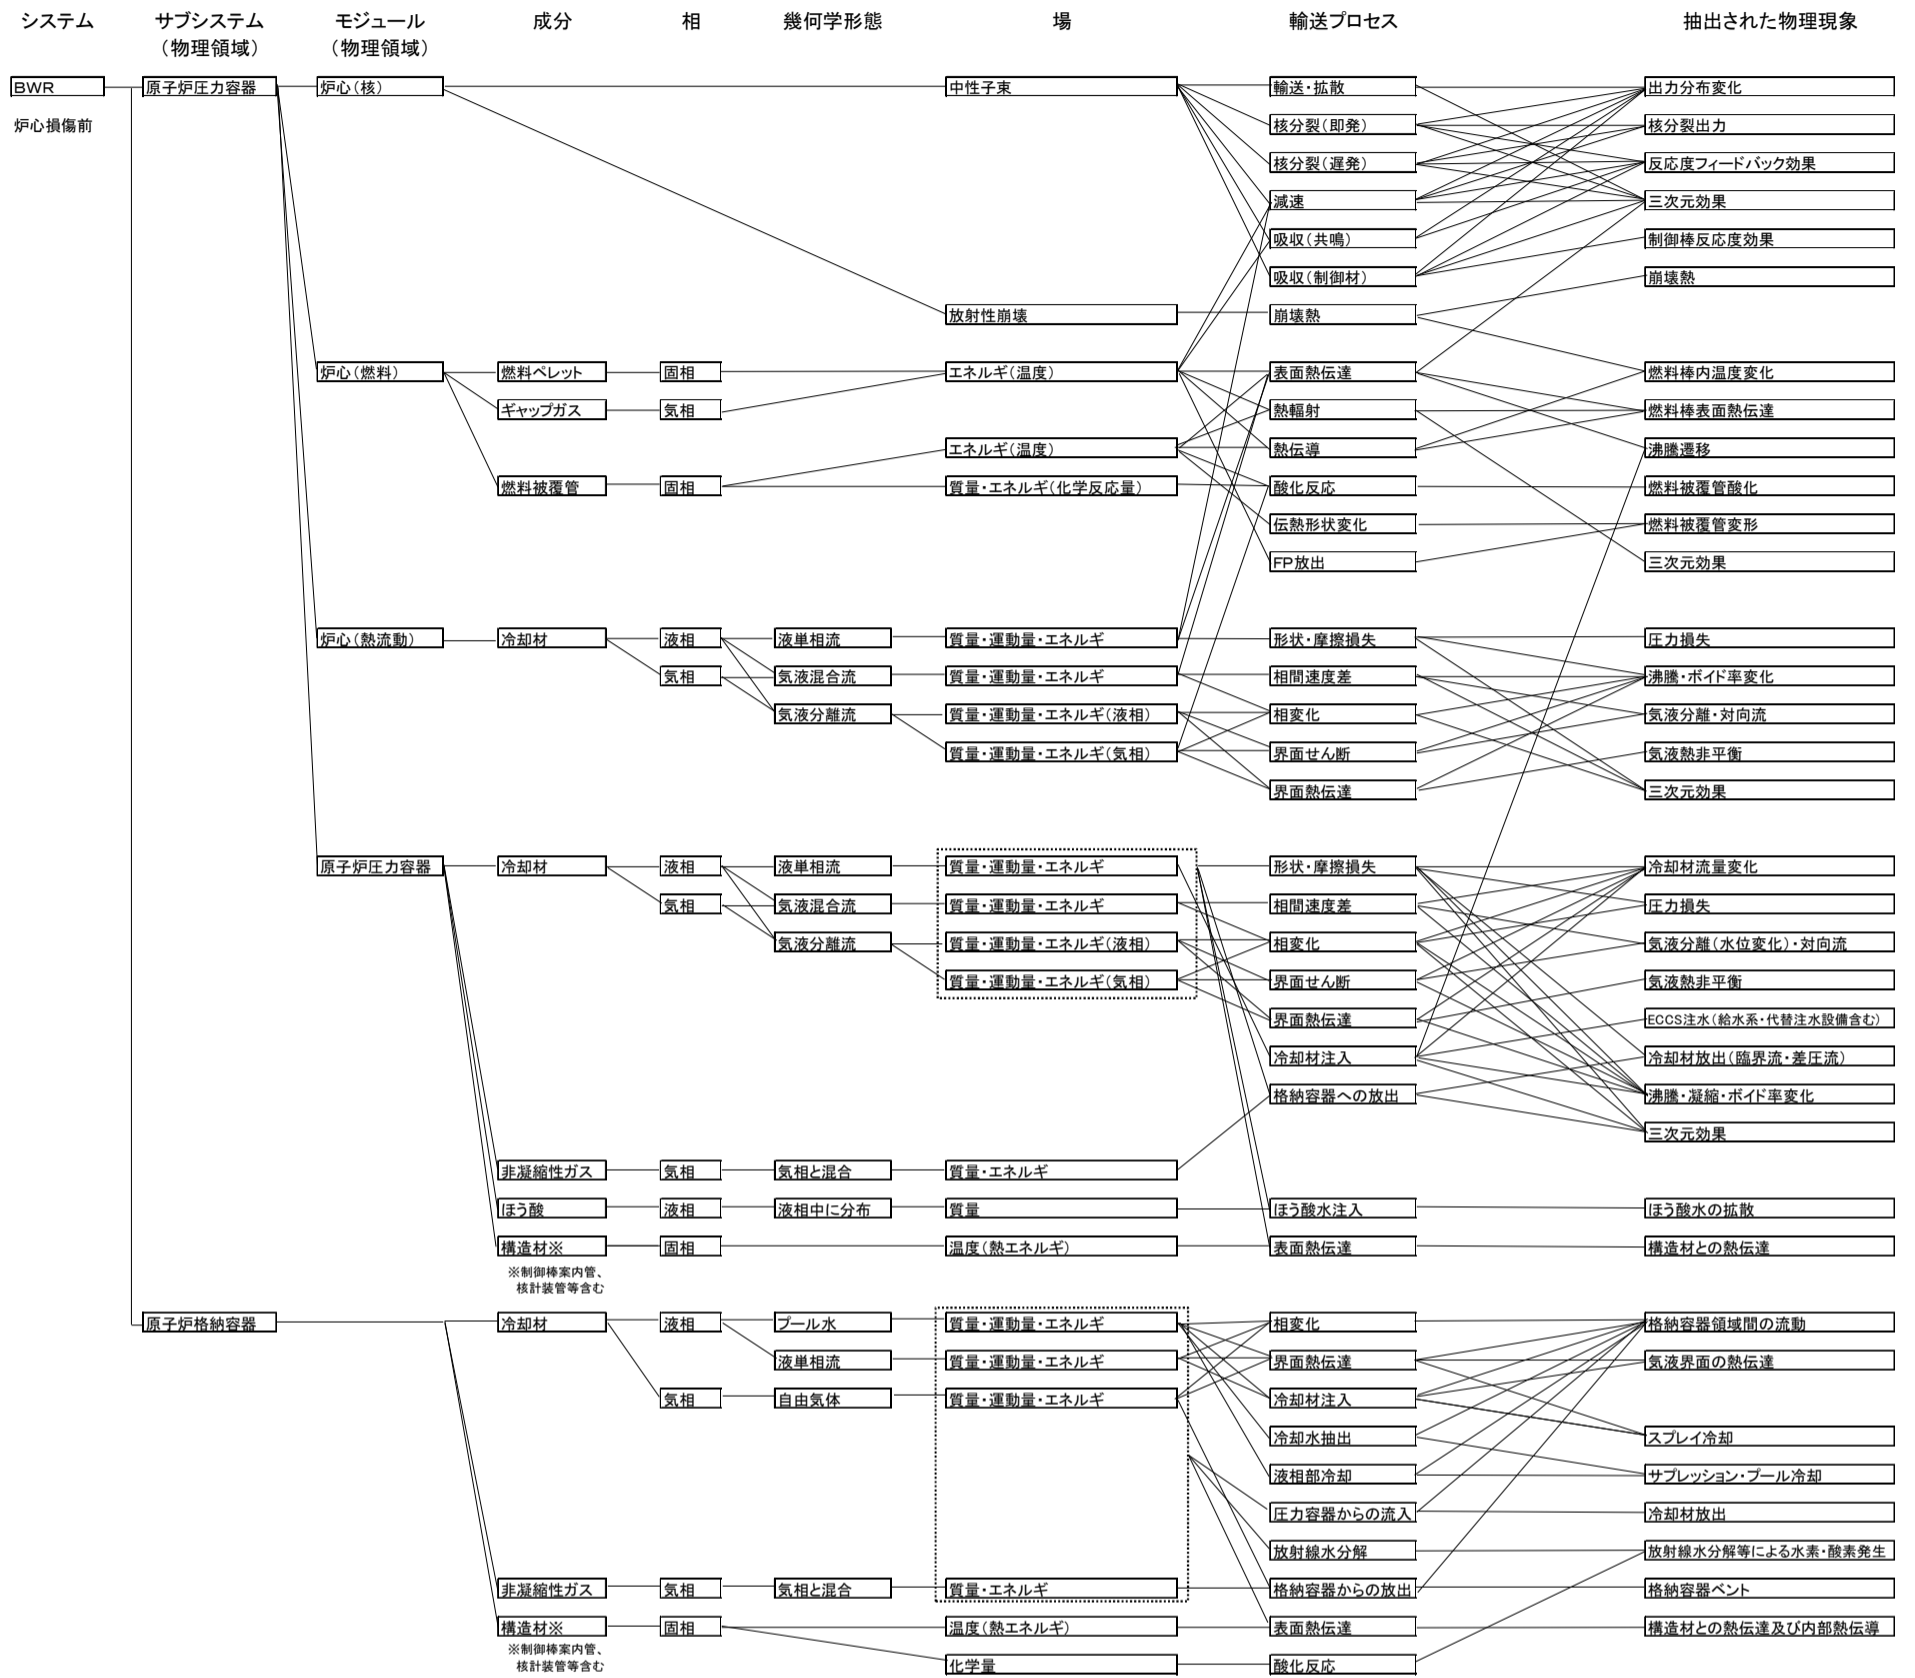 システム サブシステム モジュール 成分 相 幾何学形態 場 輸送プロセス 抽出された物理現象
（物理領域） （物理領域）
BWR 原子炉圧力容器 炉心（核） 中性子束 輸送・拡散 出力分布変化
炉心損傷前 核分裂（即発） 核分裂出力
核分裂（遅発） 反応度フィードバック効果
減速 三次元効果
吸収（共鳴） 制御棒反応度効果
吸収（制御材） 崩壊熱
放射性崩壊 崩壊熱
炉心（燃料） 燃料ペレット 固相 エネルギ（温度） 表面熱伝達 燃料棒内温度変化
ギャップガス 気相 熱輻射 燃料棒表面熱伝達
エネルギ（温度） 熱伝導 沸騰遷移
燃料被覆管 固相 質量・エネルギ（化学反応量） 酸化反応 燃料被覆管酸化
伝熱形状変化 燃料被覆管変形
FP放出 三次元効果
炉心（熱流動） 冷却材 液相 液単相流 質量・運動量・エネルギ 形状・摩擦損失 圧力損失
気相 気液混合流 質量・運動量・エネルギ 相間速度差 沸騰・ボイド率変化
気液分離流 質量・運動量・エネルギ（液相） 相変化 気液分離・対向流
質量・運動量・エネルギ（気相） 界面せん断 気液熱非平衡
界面熱伝達 三次元効果
原子炉圧力容器 冷却材 液相 液単相流 質量・運動量・エネルギ 形状・摩擦損失 冷却材流量変化
気相 気液混合流 質量・運動量・エネルギ 相間速度差 圧力損失
気液分離流 質量・運動量・エネルギ（液相） 相変化 気液分離（水位変化）・対向流
質量・運動量・エネルギ（気相） 界面せん断 気液熱非平衡
界面熱伝達 ECCS注水（給水系・代替注水設備含む）
冷却材注入 冷却材放出（臨界流・差圧流）
格納容器への放出 沸騰・凝縮・ボイド率変化
三次元効果
非凝縮性ガス 気相 気相と混合 質量・エネルギ
ほう酸 液相 液相中に分布 質量 ほう酸水注入 ほう酸水の拡散
構造材※ 固相 温度（熱エネルギ） 表面熱伝達 構造材との熱伝達
※制御棒案内管、
核計装管等含む
原子炉格納容器 冷却材 液相 プール水 質量・運動量・エネルギ 相変化 格納容器領域間の流動
液単相流 質量・運動量・エネルギ 界面熱伝達 気液界面の熱伝達
気相 自由気体 質量・運動量・エネルギ 冷却材注入
冷却水抽出 スプレイ冷却
液相部冷却 サプレッション・プール冷却
圧力容器からの流入 冷却材放出
放射線水分解 放射線水分解等による水素・酸素発生
非凝縮性ガス 気相 気相と混合 質量・エネルギ 格納容器からの放出 格納容器ベント
構造材※ 固相 温度（熱エネルギ） 表面熱伝達 構造材との熱伝達及び内部熱伝導
※制御棒案内管、
核計装管等含む 化学量 酸化反応